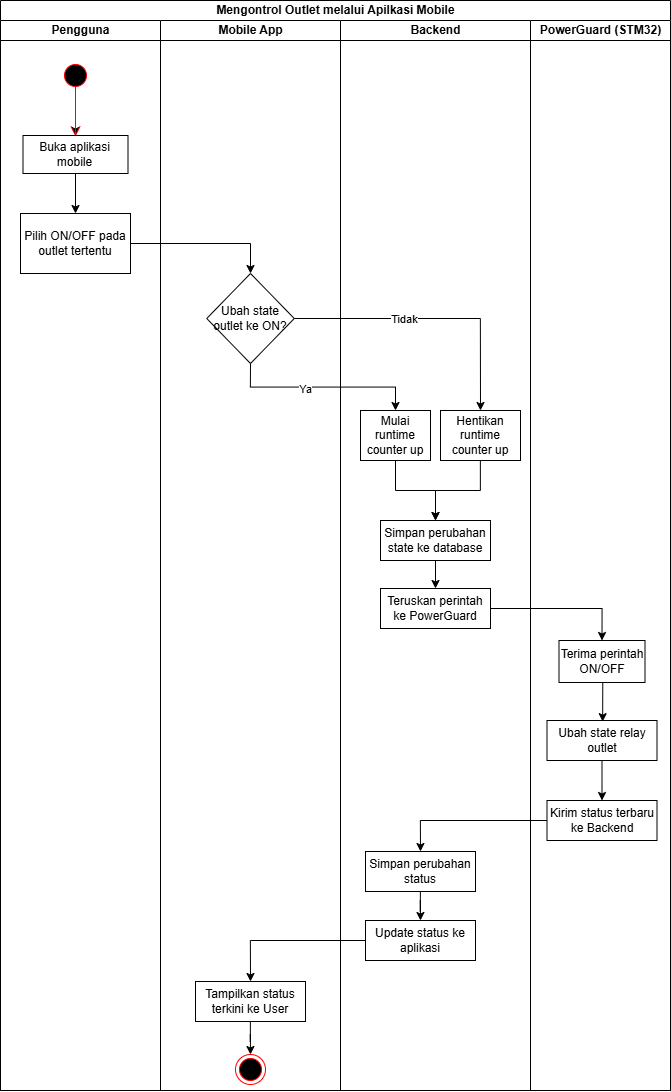 Mengontrol Outlet melalui Apilkasi Mobile
Pengguna
Mobile App
Backend
PowerGuard (STM32)
Buka aplikasi
mobile
Pilih ON/OFF pada
outlet tertentu
Ubah state
outlet ke ON?
Tidak
Ya
Mulai
runtime
counter up
Hentikan
runtime
counter up
Simpan perubahan
state ke database
Teruskan perintah
ke PowerGuard
Terima perintah
ON/OFF
Ubah state relay
outlet
Kirim status terbaru
ke Backend
Simpan perubahan
status
Update status ke
aplikasi
Tampilkan status
terkini ke User